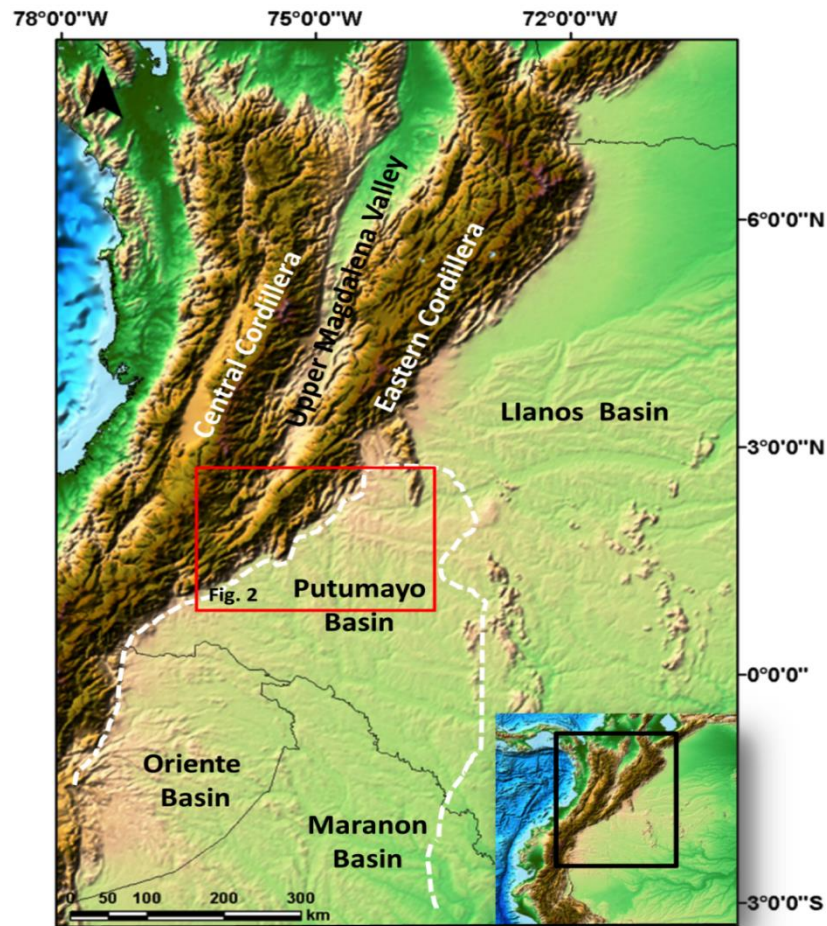 78°0'0"W
75°0'0"W
72°0'0"W
N
6°0'0"N
Central Cordillera
Upper Magdalena Valley
Eastern Cordillera
Llanos Basin
3°0'0"N
Fig. 2
Putumayo
Basin
0°0'0"
Oriente
Basin
Maranon
Basin
0 50 100 200 300
km
3°0'0"S